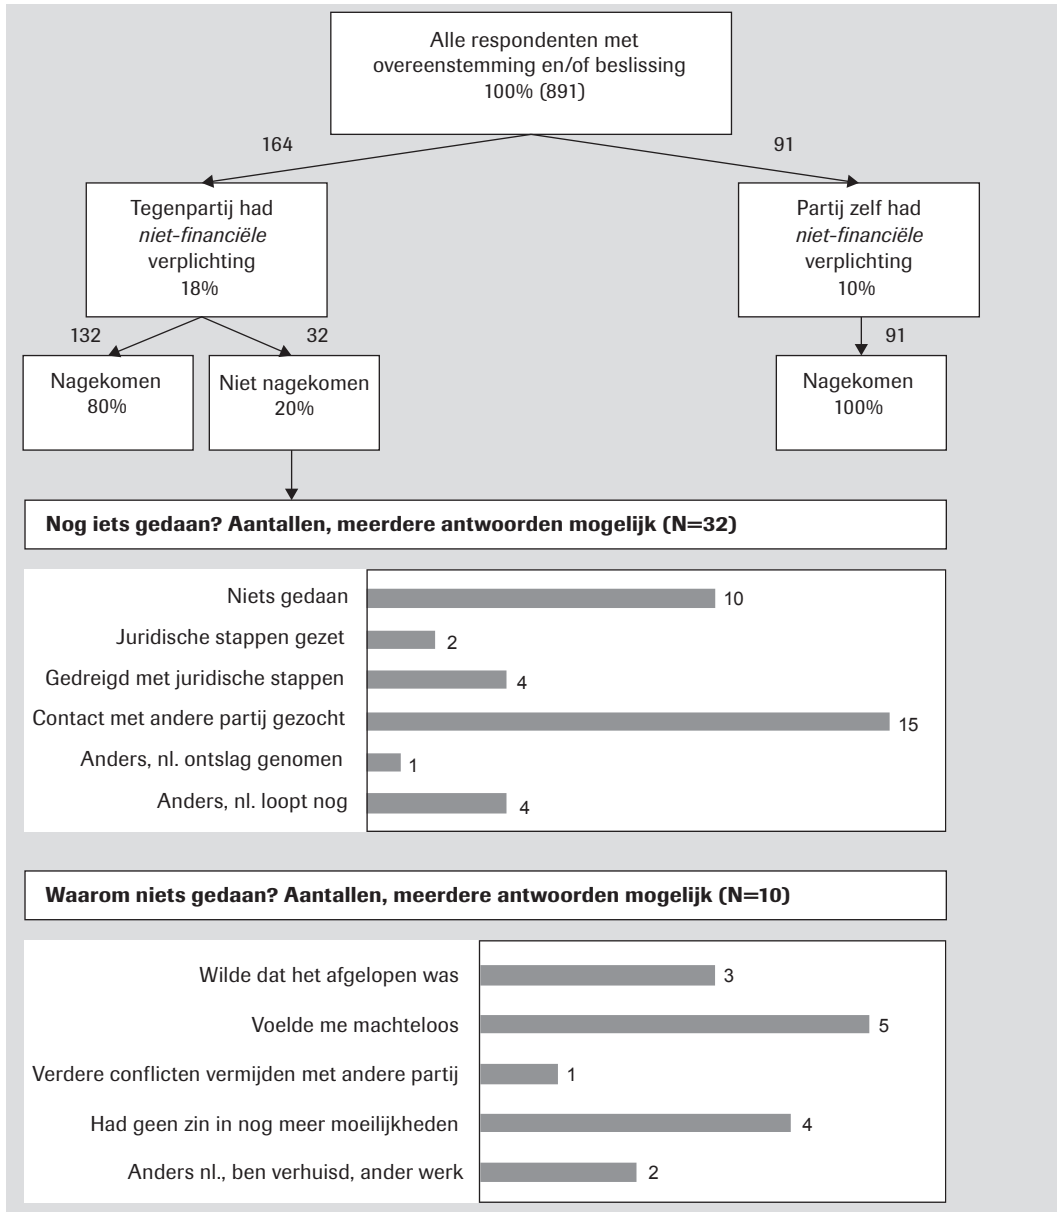 Alle respondenten met
overeenstemming en/of beslissing
100% (891)
164
91
Tegenpartij had
niet-financiële
verplichting
18%
Partij zelf had
niet-financiële
verplichting
10%
132
32
91
Nagekomen
80%
Niet nagekomen
20%
Nagekomen
100%
Nog iets gedaan? Aantallen, meerdere antwoorden mogelijk (N=32)
Niets gedaan 10
Juridische stappen gezet 2
Gedreigd met juridische stappen 4
Contact met andere partij gezocht 15
Anders, nl. ontslag genomen 1
Anders, nl. loopt nog 4
Waarom niets gedaan? Aantallen, meerdere antwoorden mogelijk (N=10)
Wilde dat het afgelopen was 3
Voelde me machteloos 5
Verdere conflicten vermijden met andere partij 1
Had geen zin in nog meer moeilijkheden 4
Anders nl., ben verhuisd, ander werk 2